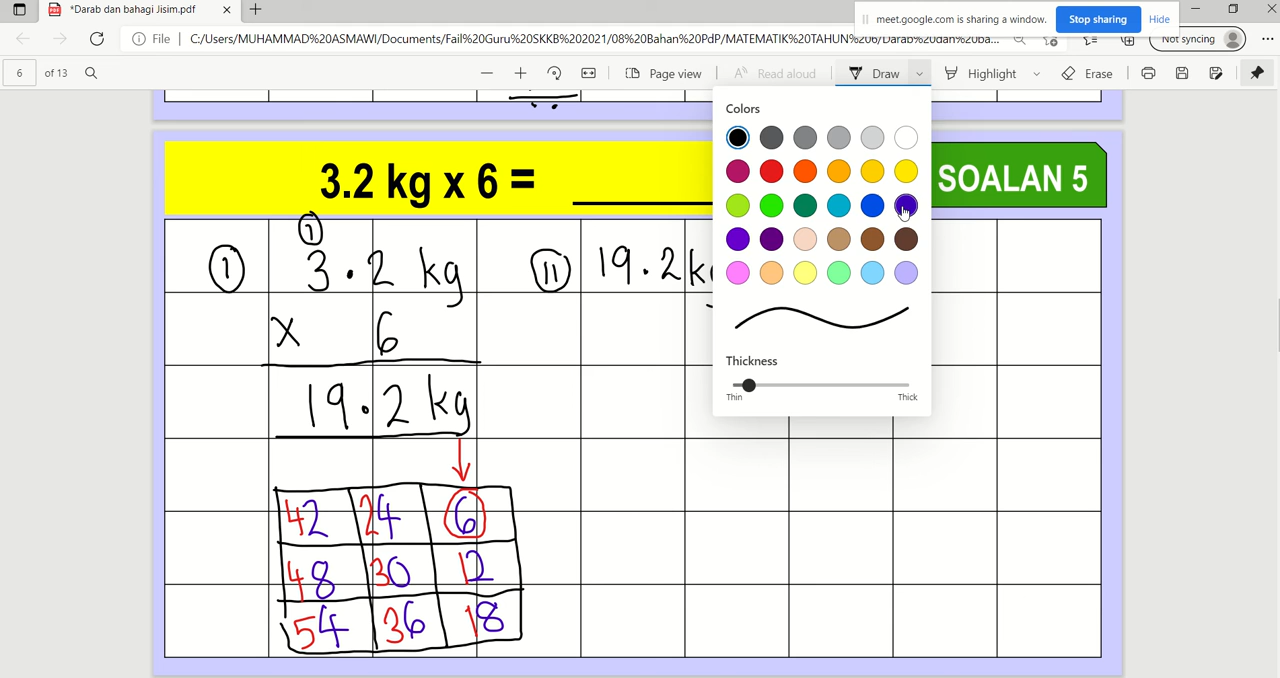 *Darab dan bahagi Jisim.pdf
meet.google.com is sharing a window. Stop sharing Hide
File C:/Users/MUHAMMAD%20ASMAWI/Documents/Fails%20Guru%20SKKB%202021/08%20Bahan%20PdP/MATEMATIK%20TAHUN%206/Darab%20dan%20ba... Not syncing
6 of 13 Page view Read aloud Draw Highlight Erase
Colors
3.2 kg x 6 = SOALAN 5
1
1 3.2 kg 11 19.2 k
x 6
Thickness
Thin Thick
19.2 kg
42 24 6
48 30 12
54 36 18